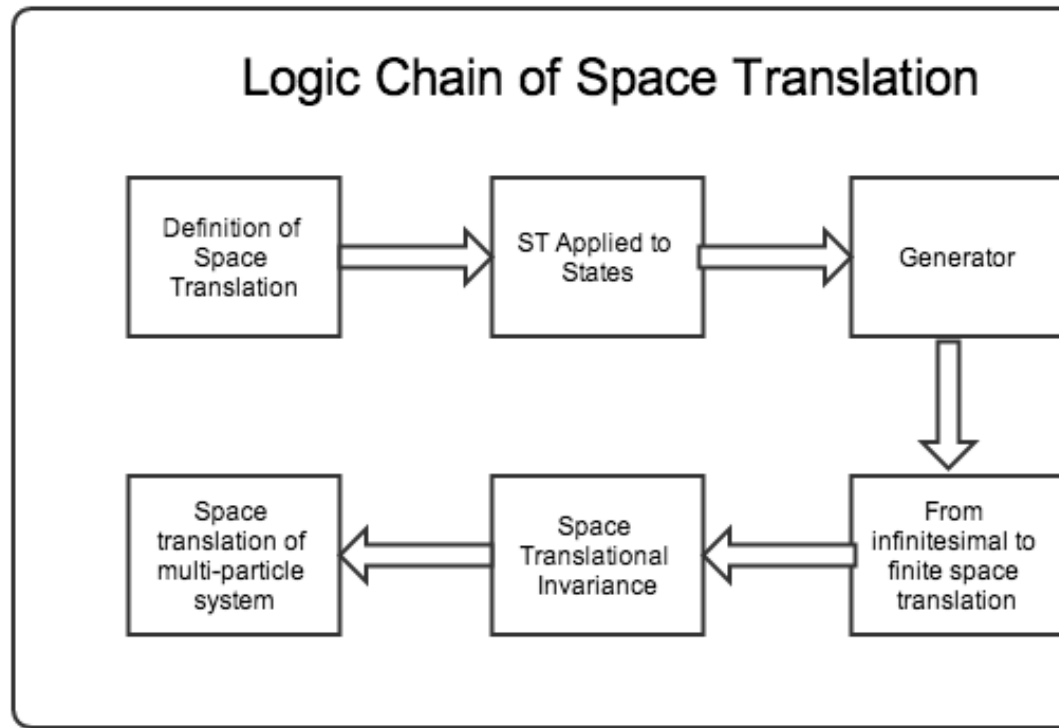 Logic Chain of Space Translation
Definition of
Space
Translation
ST Applied to
States
Generator
From
infinitesimal to
finite space
translation
Space
Translational
Invariance
Space
translation of
multi-particle
system